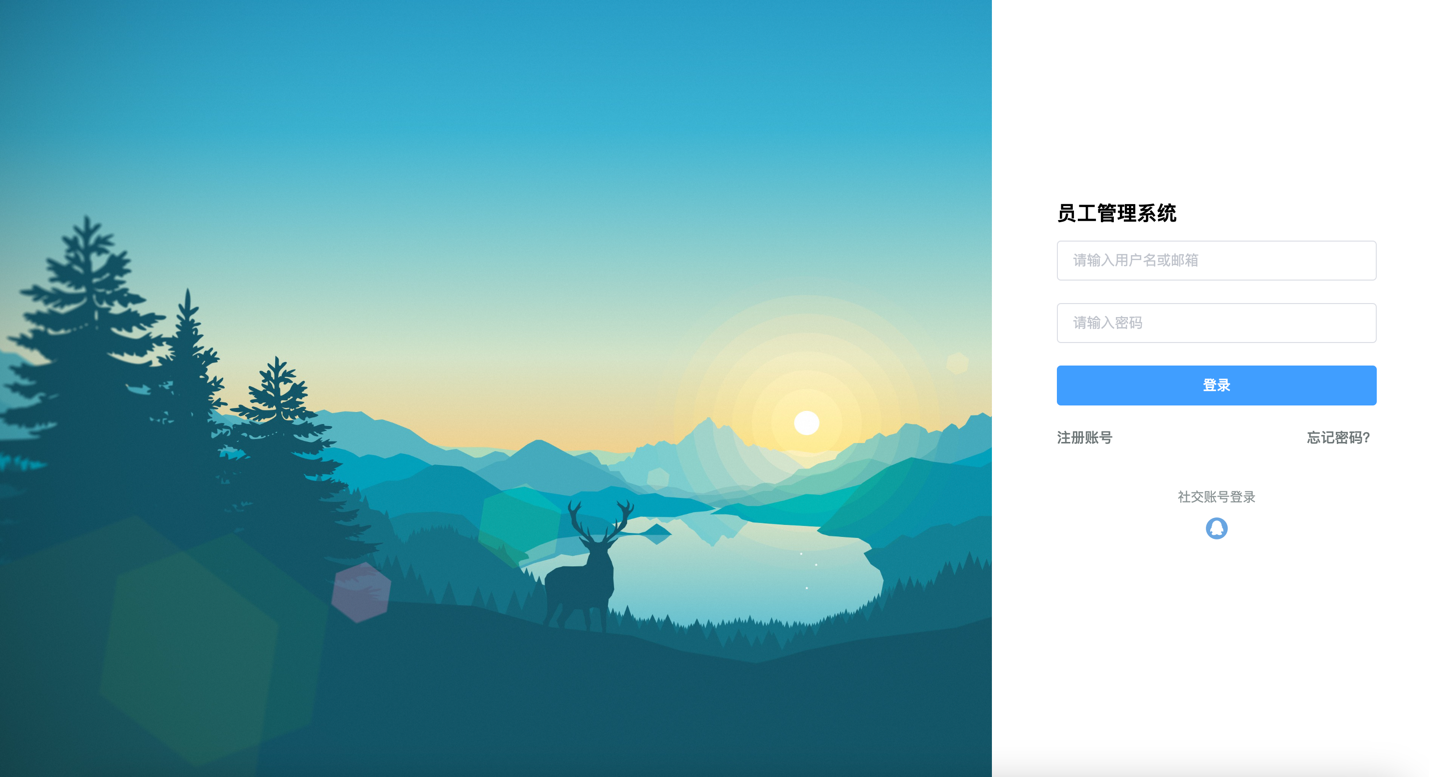 员工管理系统
请输入用户名或邮箱
请输入密码
登录
注册账号 忘记密码?
社交账号登录